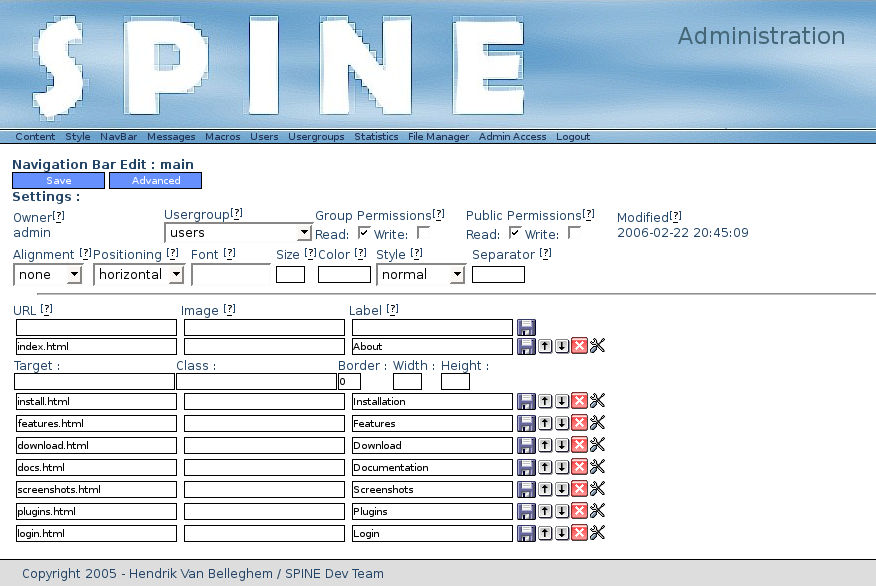 SPINE
Administration
Content Style NavBar Messages Macros Users Usergroups Statistics File Manager Admin Access Logout
Navigation Bar Edit : main
Save Advanced
Settings :
Owner[?] Usergroup[?] Group Permissions[?] Public Permissions[?] Modified[?]
admin users Read: Write: Read: Write: 2006-02-22 20:45:09
Alignment [?] Positioning [?] Font [?] Size [?] Color [?] Style [?] Separator [?]
none horizontal normal
URL [?] Image [?] Label [?]
index.html About
Target : Class : Border : Width : Height :
0
install.html Installation
features.html Features
download.html Download
docs.html Documentation
screenshots.html Screenshots
plugins.html Plugins
login.html Login
Copyright 2005 - Hendrik Van Belleghem / SPINE Dev Team